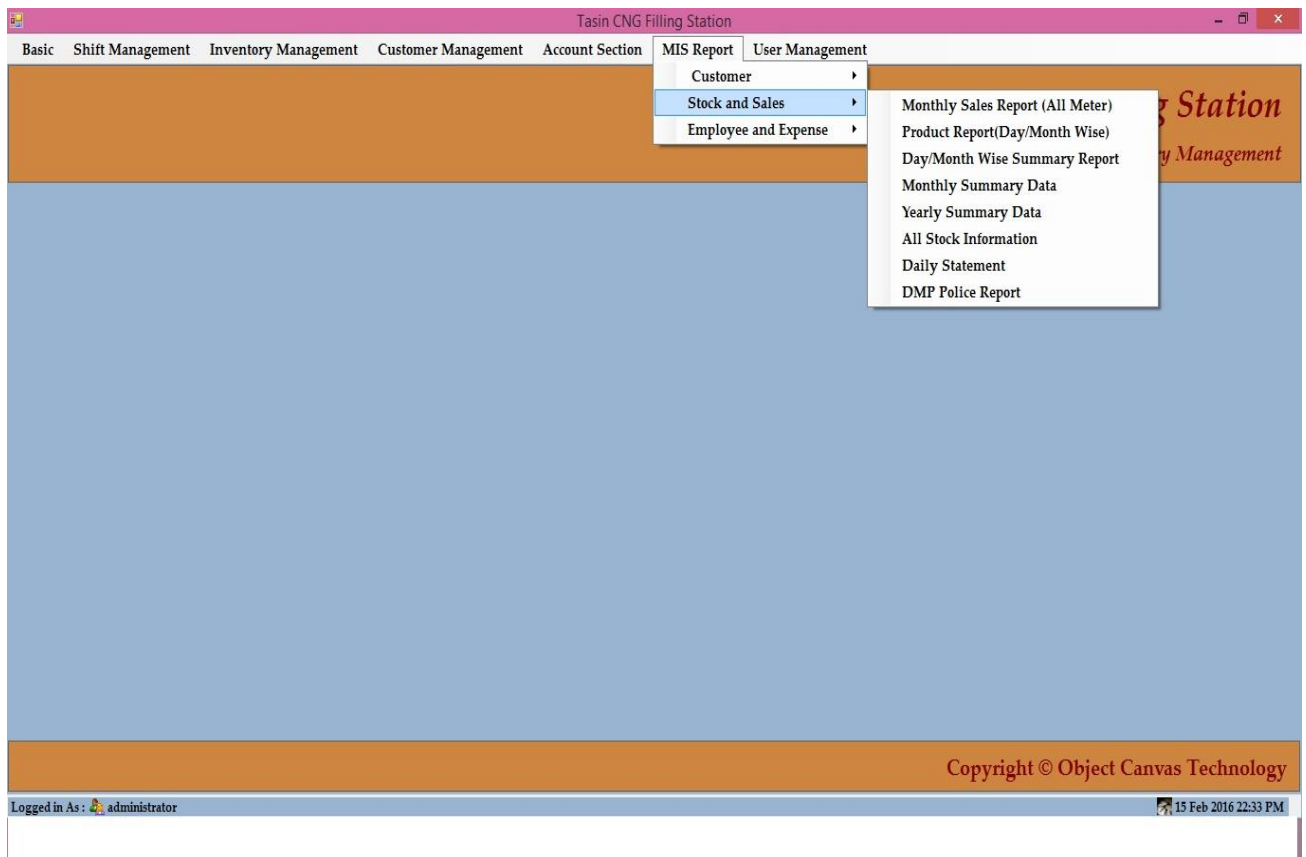 Tasin CNG Filling Station
Basic Shift Management Inventory Management Customer Management Account Section MIS Report User Management
Customer
Stock and Sales
Employee and Expense
Monthly Sales Report (All Meter)
Product Report(Day/Month Wise)
Day/Month Wise Summary Report
Monthly Summary Data
Yearly Summary Data
All Stock Information
Daily Statement
DMP Police Report
Station
Management
Copyright © Object Canvas Technology
Logged in As : administrator
15 Feb 2016 22:33 PM